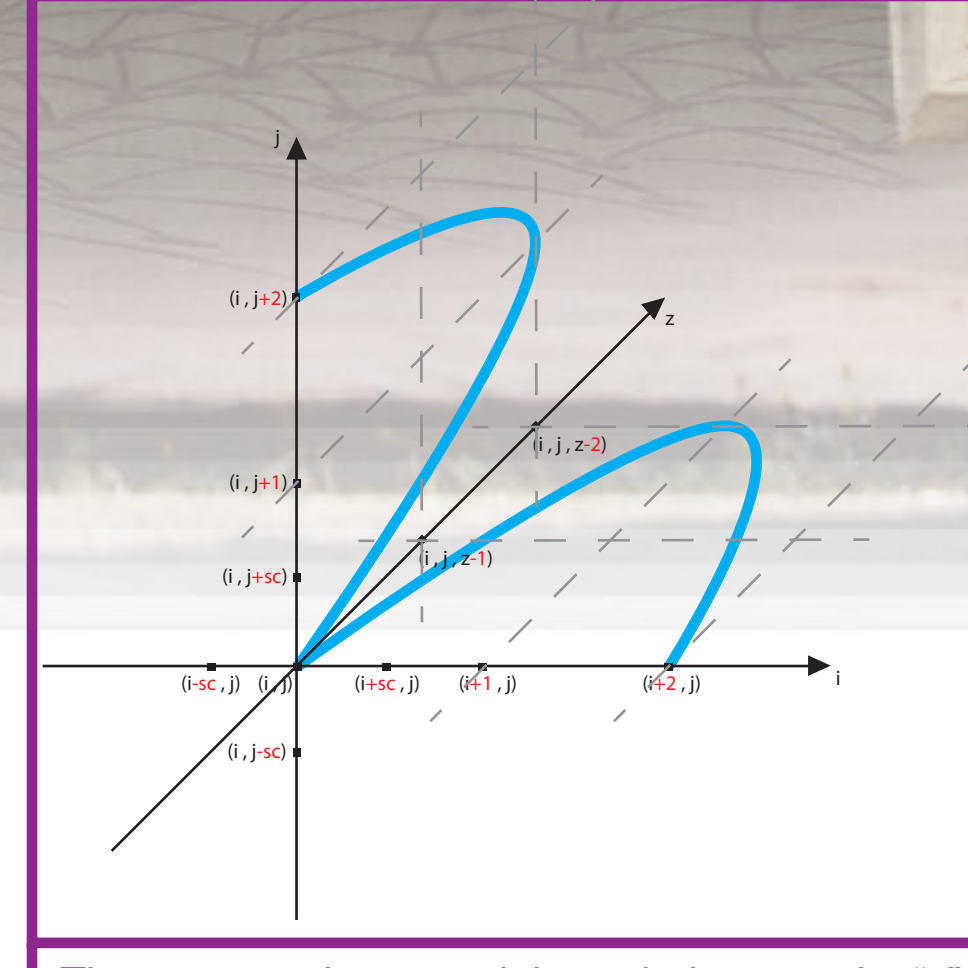 j
(i , j+2)
z
(i , j , z-2)
(i , j+1)
(i , j , z-1)
(i , j+sc)
(i-sc , j) (i , j) (i+sc , j) (i+1 , j) (i+2 , j) i
(i , j-sc)